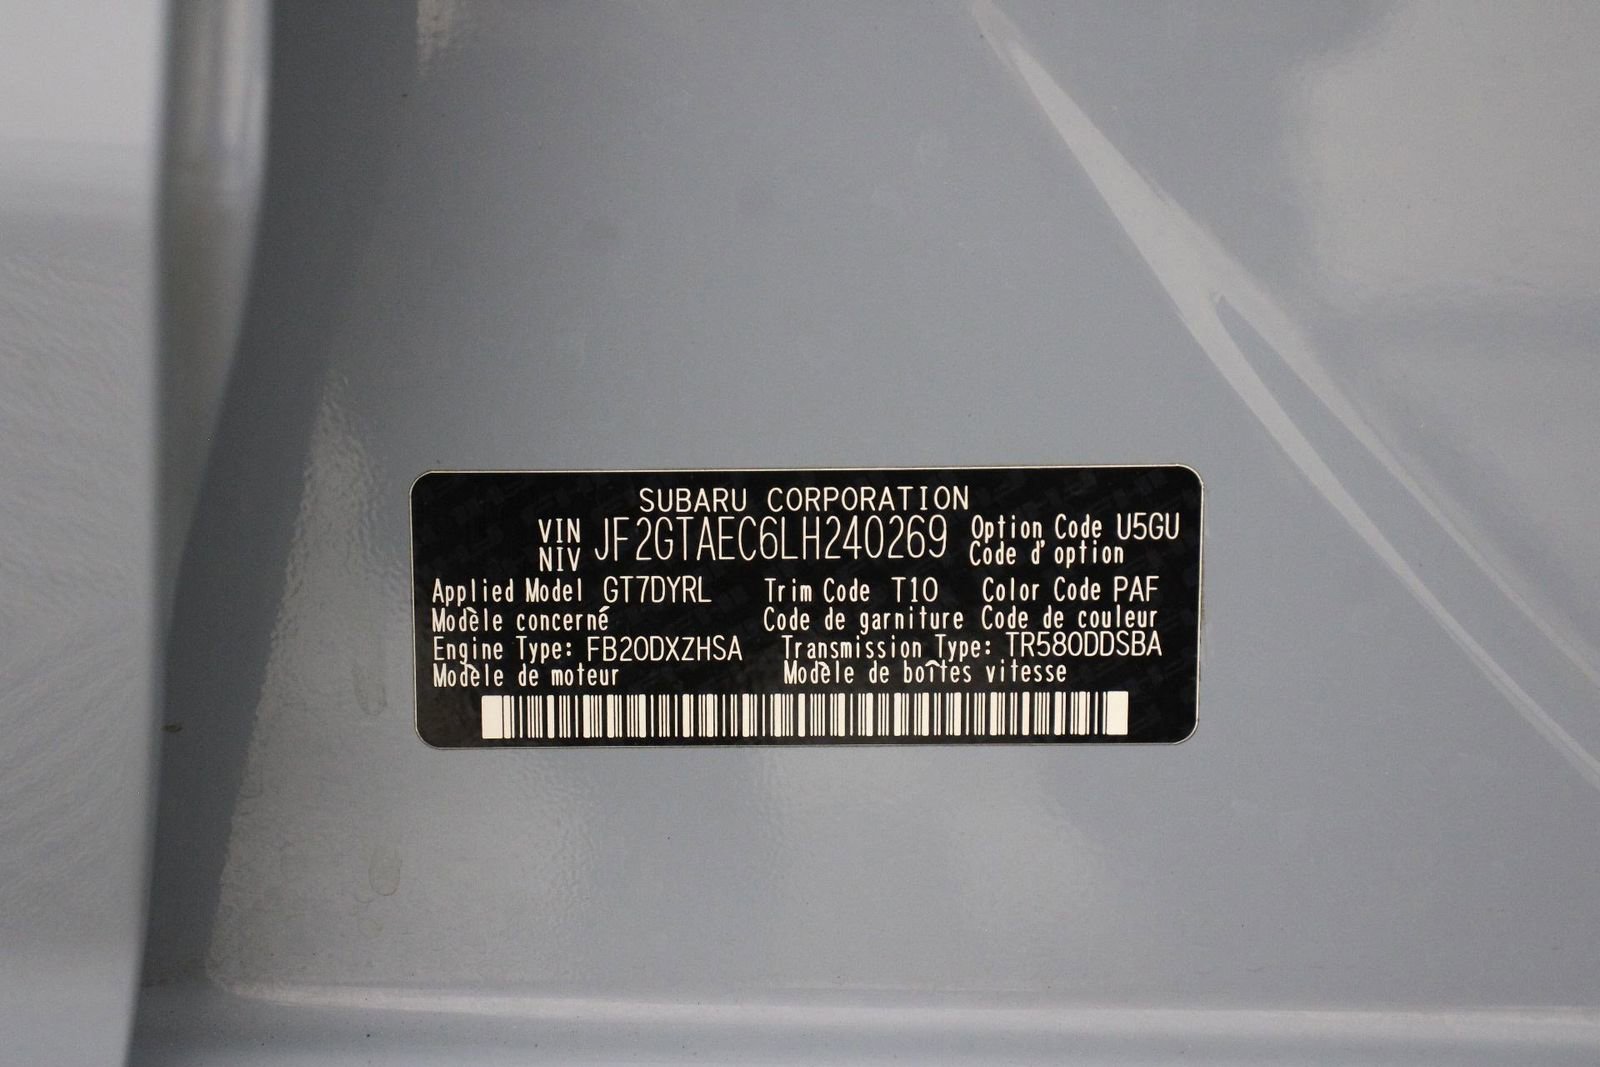 SUBARU CORPORATION
VIN
NIV
JF2GTAEC6LH240269
Option Code U5GU
Code d'option
Applied Model GT7DYRL Trim Code T10 Color Code PAF
Modèle concerné Code de garniture Code de couleur
Engine Type: FB20DXZHSA Transmission Type: TR580DDSBA
Modèle de moteur Modèle de boîtes vitesse